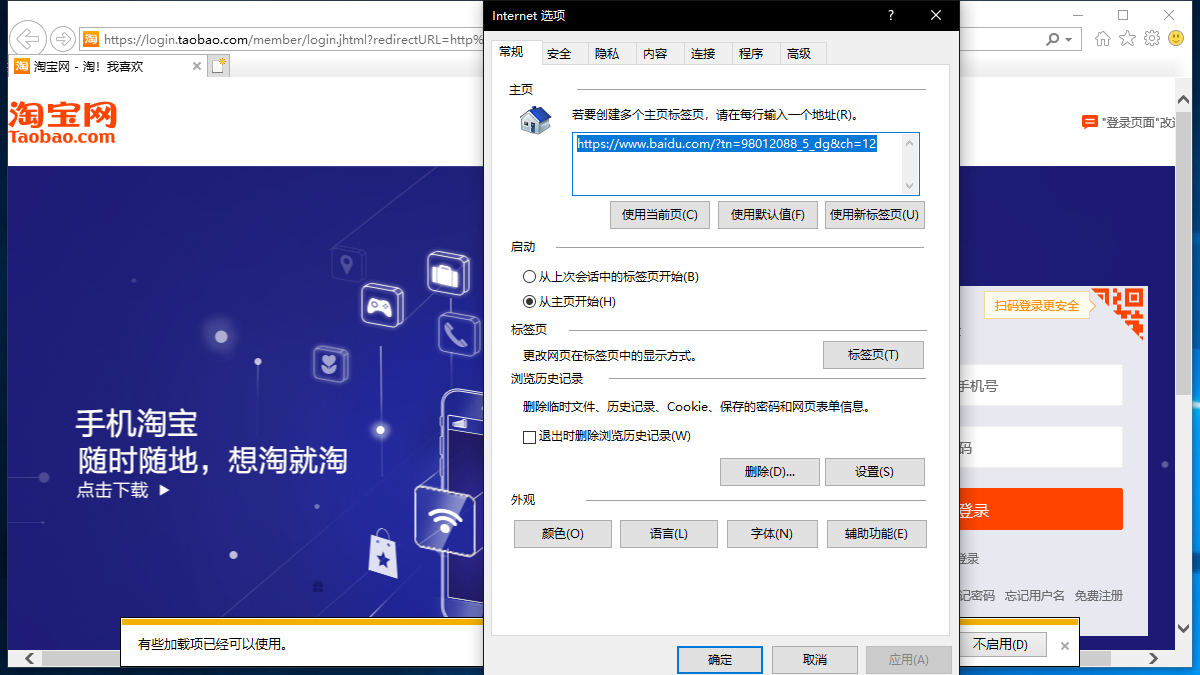 Internet 选项
?
https://login.taobao.com/member/login.jhtml?redirectURL=http%
淘宝网 - 淘！我喜欢
常规 安全 隐私 内容 连接 程序 高级
淘宝网
Taobao.com
"登录页面"改
主页
若要创建多个主页标签页，请在每行输入一个地址(R)。
https://www.baidu.com/?tn=98012088_5_dg&ch=12
使用当前页(C) 使用默认值(F) 使用新标签页(U)
启动
从上次会话中的标签页开始(B)
从主页开始(H)
标签页
更改网页在标签页中的显示方式。
标签页(T)
浏览历史记录
删除临时文件、历史记录、Cookie、保存的密码和网页表单信息。
退出时删除浏览历史记录(W)
删除(D)... 设置(S)
外观
颜色(O) 语言(L) 字体(N) 辅助功能(E)
确定 取消 应用(A)
手机淘宝
随时随地，想淘就淘
点击下载
扫码登录更安全
手机号
码
登录
登录
记密码 忘记用户名 免费注册
有些加载项已经可以使用。
不启用(D)